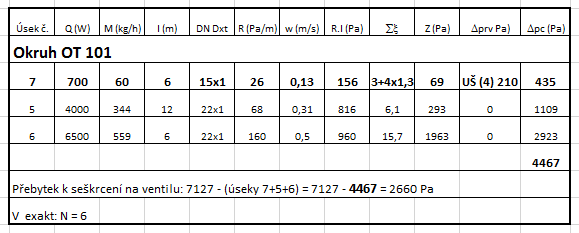 Úsek č. Q (W) M (kg/h) l (m) DN Dxt R (Pa/m) w (m/s) R.l (Pa) Σξ Z (Pa) Δprv Pa) Δpc (Pa)
Okruh OT 101
7 700 60 6 15x1 26 0,13 156 3+4x1,3 69 UŠ (4) 210 435
5 4000 344 12 22x1 68 0,31 816 6,1 293 0 1109
6 6500 559 6 22x1 160 0,5 960 15,7 1963 0 2923
4467
Přebytek k seškrcení na ventilu: 7127 - (úseky 7+5+6) = 7127 - 4467 = 2660 Pa
V exakt: N = 6